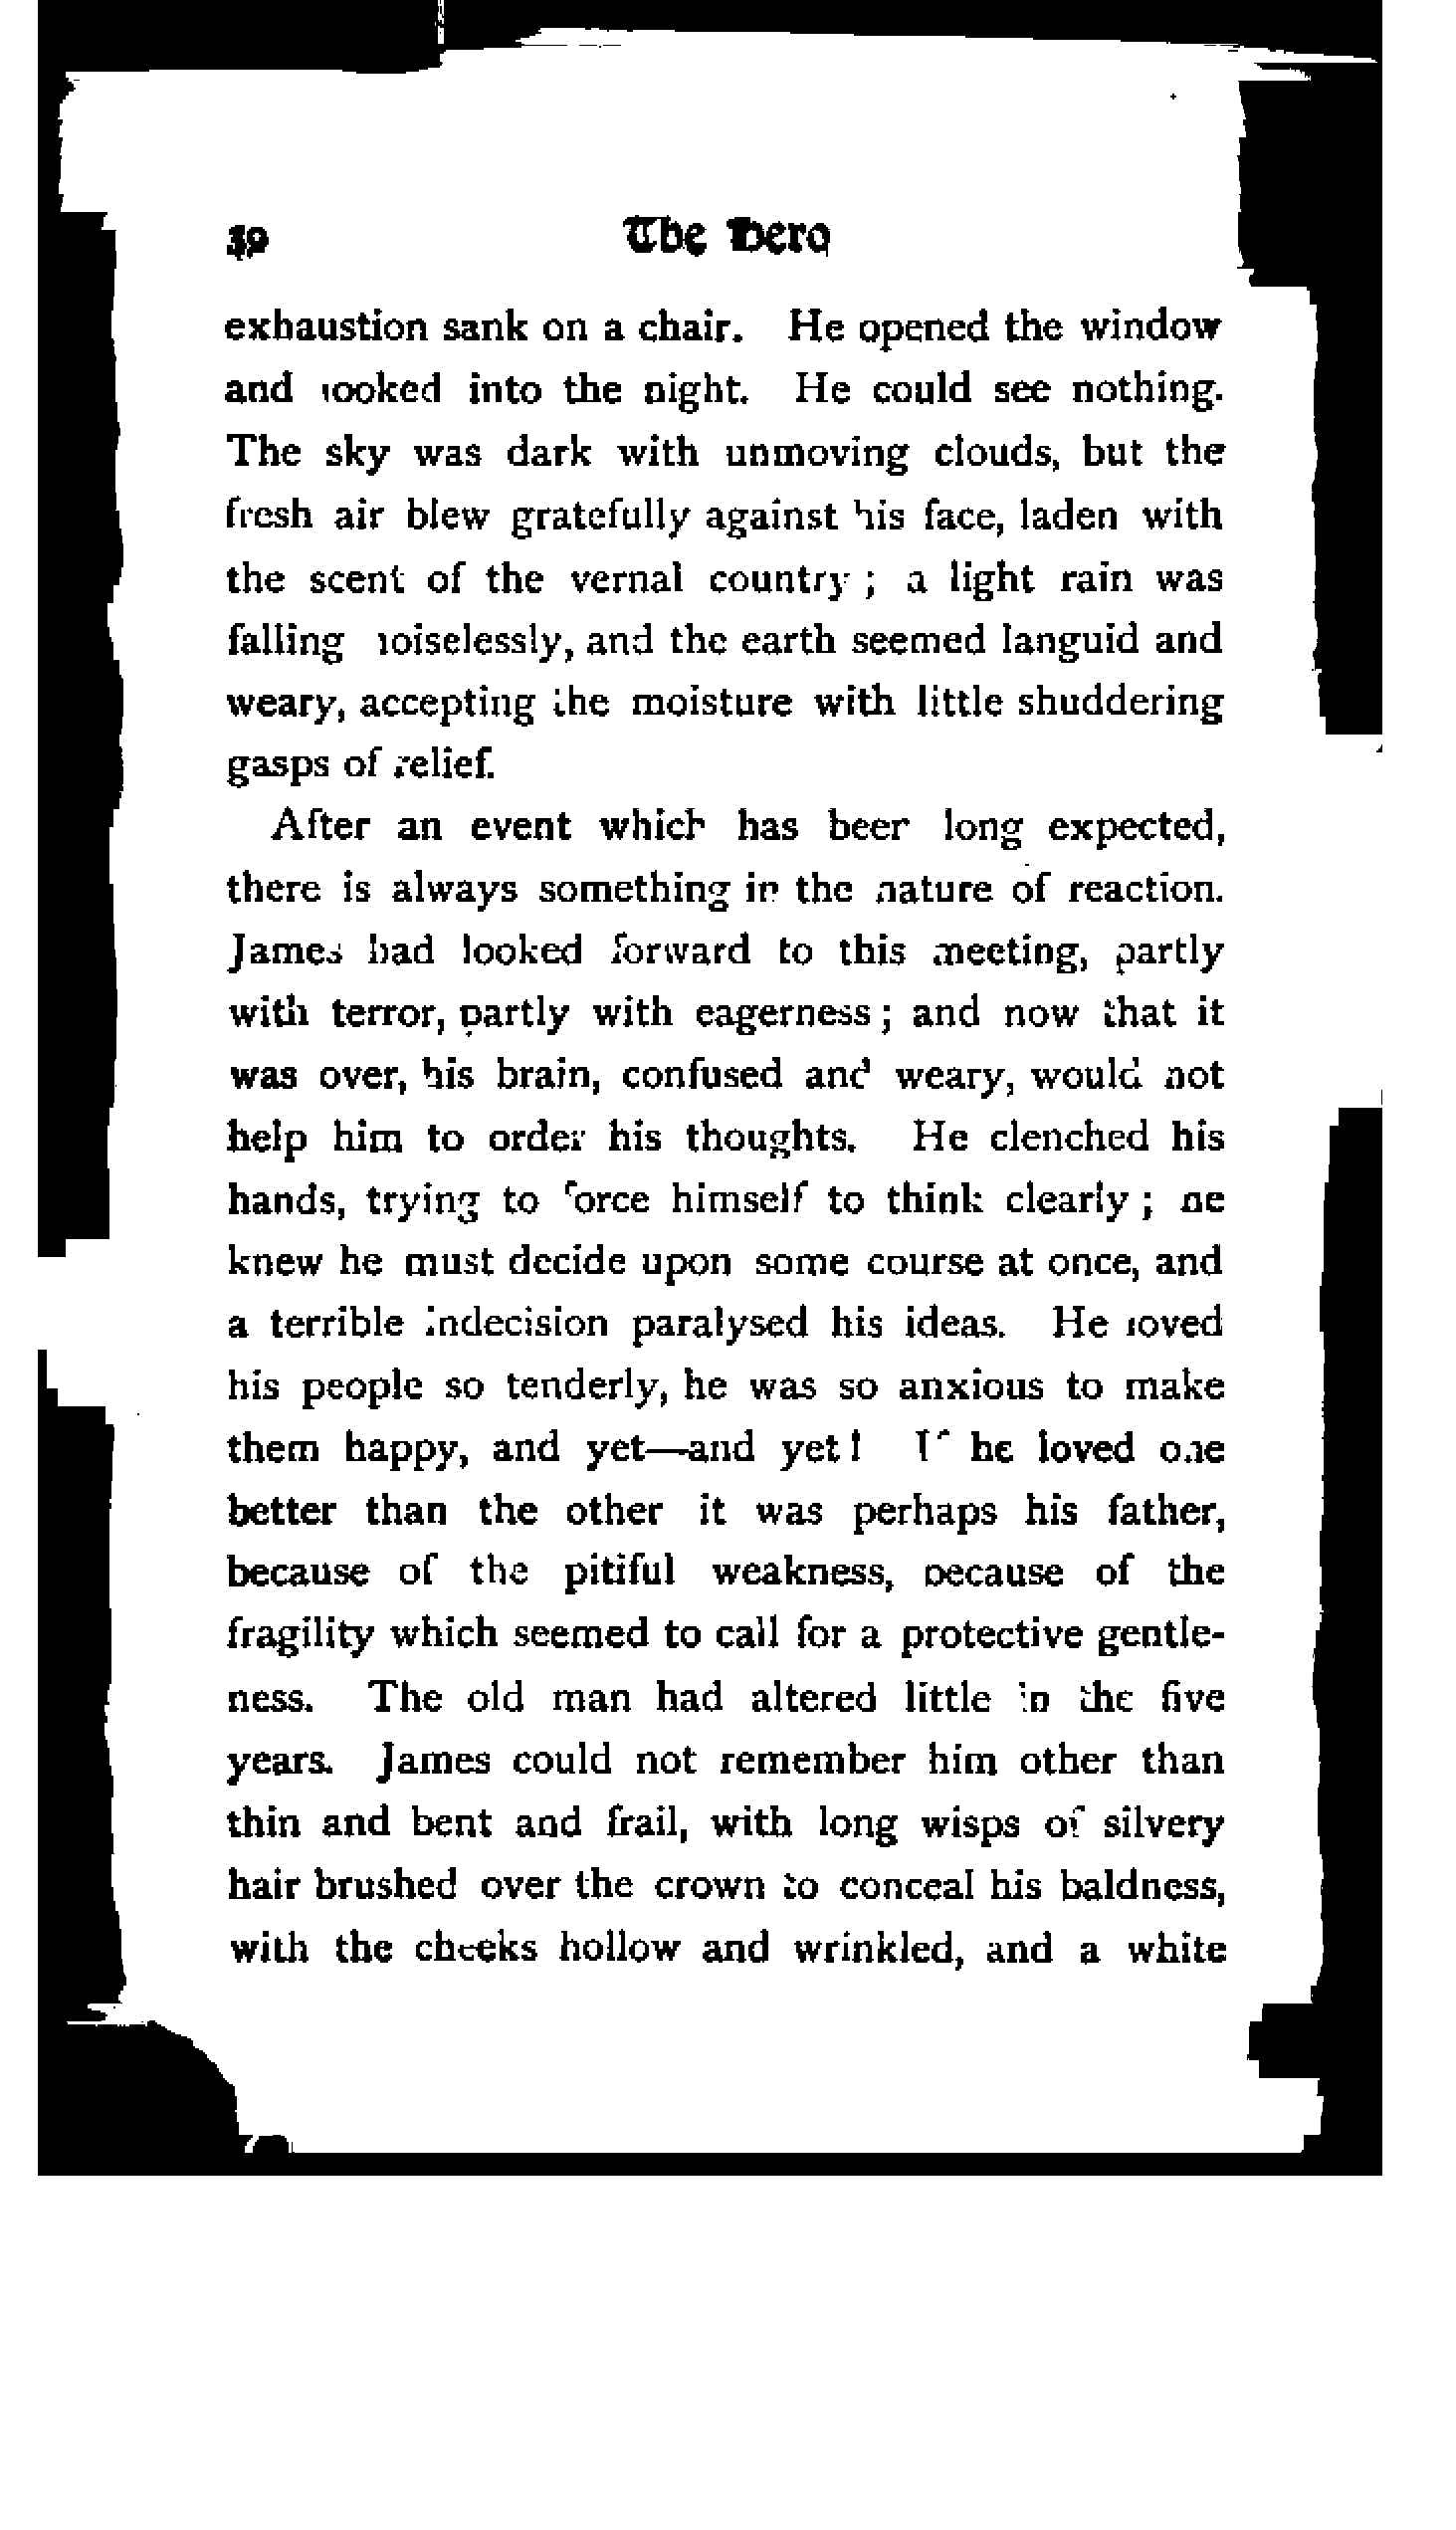 The Hero
exhaustion sank on a chair. He opened the window
and looked into the night. He could see nothing.
The sky was dark with unmoving clouds, but the
fresh air blew gratefully against his face, laden with
the scent of the vernal country; a light rain was
falling noiselessly, and the earth seemed languid and
weary, accepting the moisture with little shuddering
gasps of relief.
After an event which has been long expected,
there is always something in the nature of reaction.
James had looked forward to this meeting, partly
with terror, partly with eagerness; and now that it
was over, his brain, confused and weary, would not
help him to order his thoughts. He clenched his
hands, trying to force himself to think clearly; he
knew he must decide upon some course at once, and
a terrible indecision paralysed his ideas. He loved
his people so tenderly, he was so anxious to make
them happy, and yet—and yet! If he loved one
better than the other it was perhaps his father,
because of the pitiful weakness, because of the
fragility which seemed to call for a protective gentle-
ness. The old man had altered little in the five
years. James could not remember him other than
thin and bent and frail, with long wisps of silvery
hair brushed over the crown to conceal his baldness,
with the cheeks hollow and wrinkled, and a white